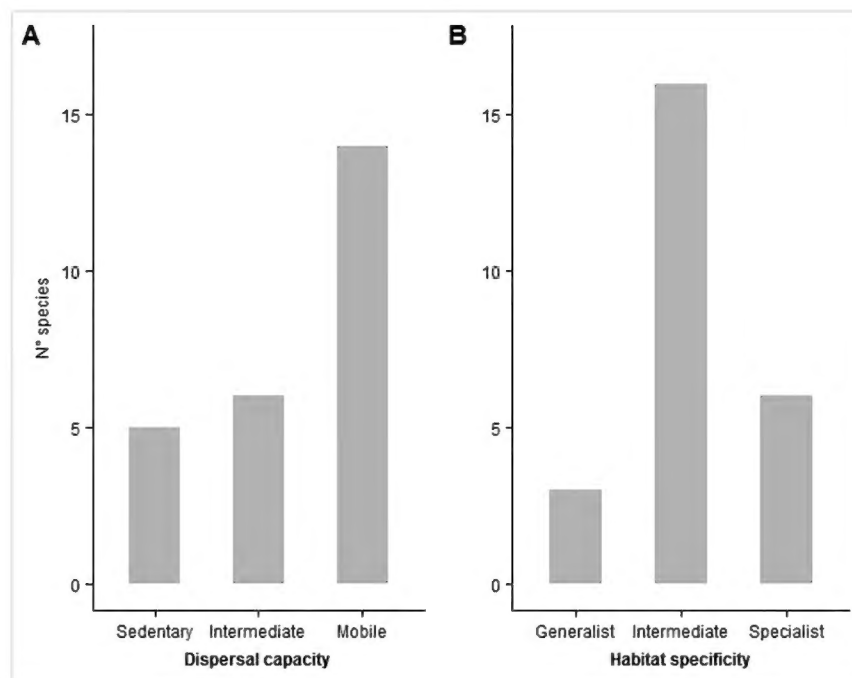 A
N° species
15
10
5
0
Sedentary Intermediate Mobile
Dispersal capacity
B
15
10
5
0
Generalist Intermediate Specialist
Habitat specificity